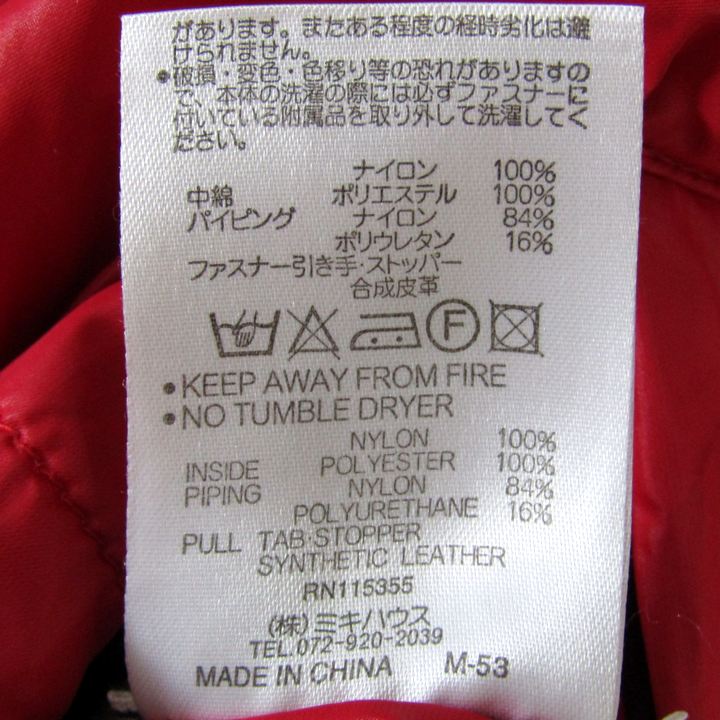 があります。またある程度の経時劣化は避
けられません。
•破損・変色・色移り等の恐れがありますの
で、本体の洗濯の際には必ずファスナーに
付いている附属品を取り外して洗濯してく
ださい。
ナイロン 100%
中綿 ポリエステル 100%
パイピング ナイロン 84%
ポリウレタン 16%
ファスナー引き手・ストッパー
合成皮革
F
•KEEP AWAY FROM FIRE
•NO TUMBLE DRYER
NYLON 100%
INSIDE POLYESTER 100%
PIPING NYLON 84%
POLYURETHANE 16%
PULL TAB·STOPPER
SYNTHETIC LEATHER
RN115355
(株)ミキハウス
TEL.072-920-2039
MADE IN CHINA M-53